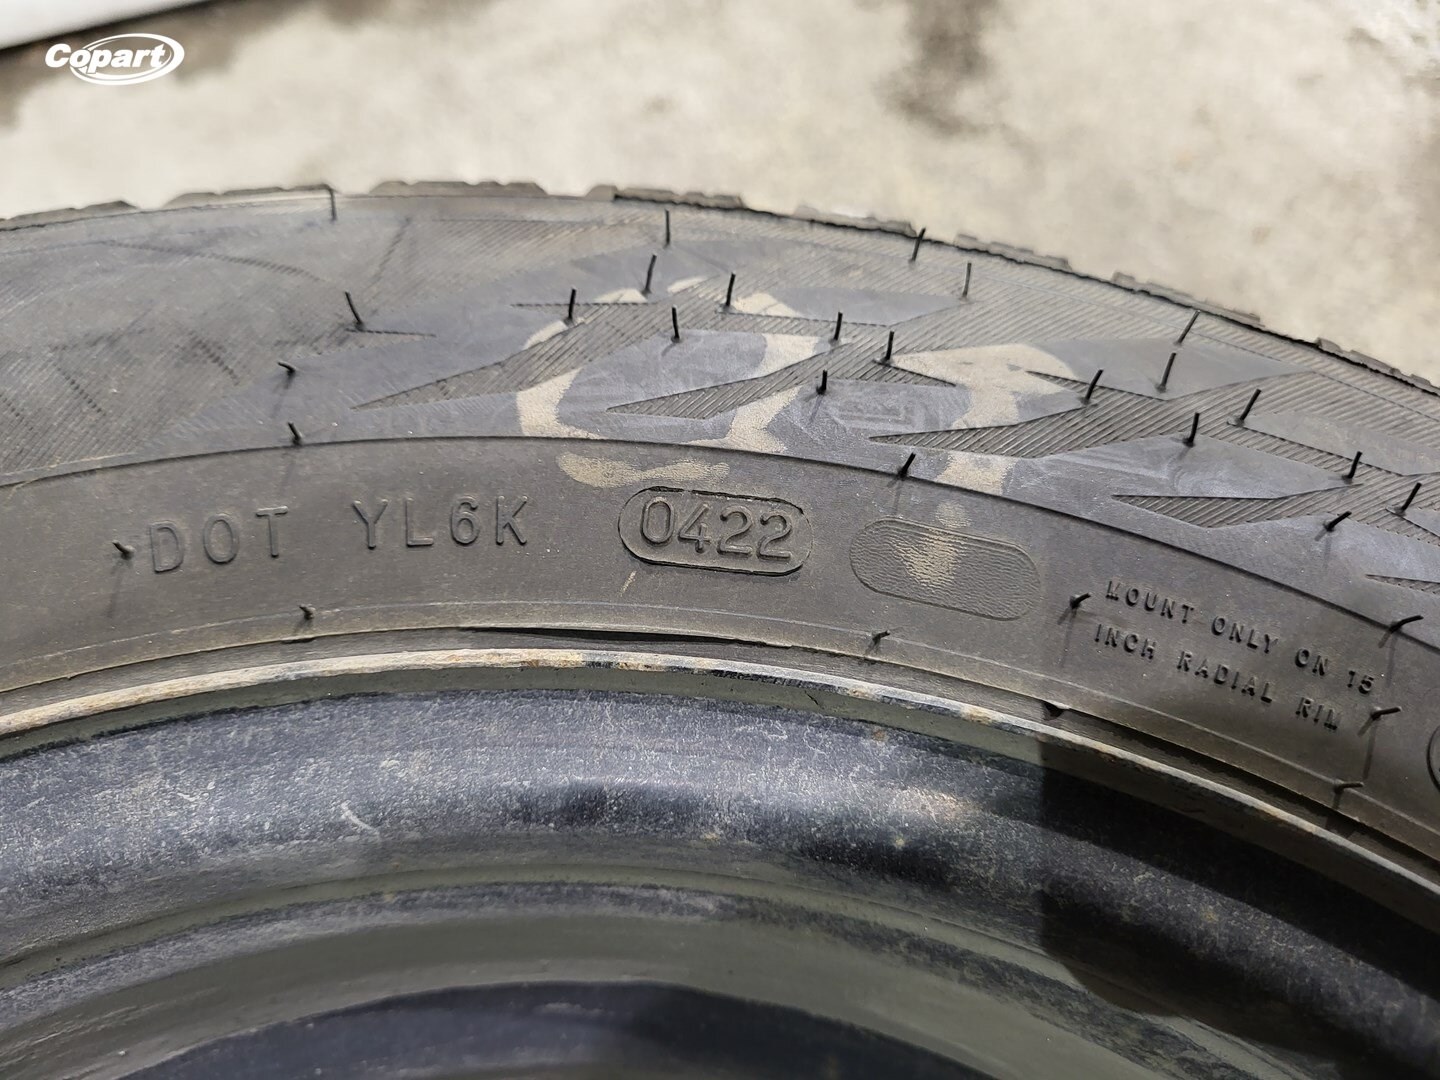 Copart
DOT YL6K 0422
MOUNT ONLY ON 15
INCH RADIAL RIM